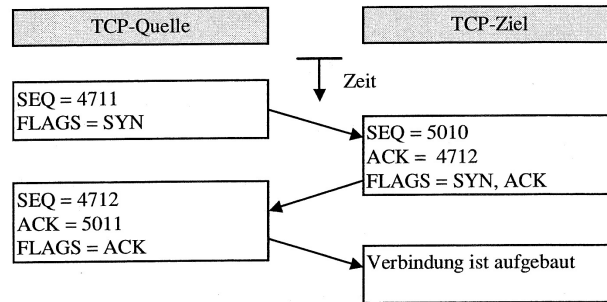 TCP-Quelle
TCP-Ziel
Zeit
SEQ = 4711
FLAGS = SYN
SEQ = 5010
ACK = 4712
FLAGS = SYN, ACK
SEQ = 4712
ACK = 5011
FLAGS = ACK
Verbindung ist aufgebaut